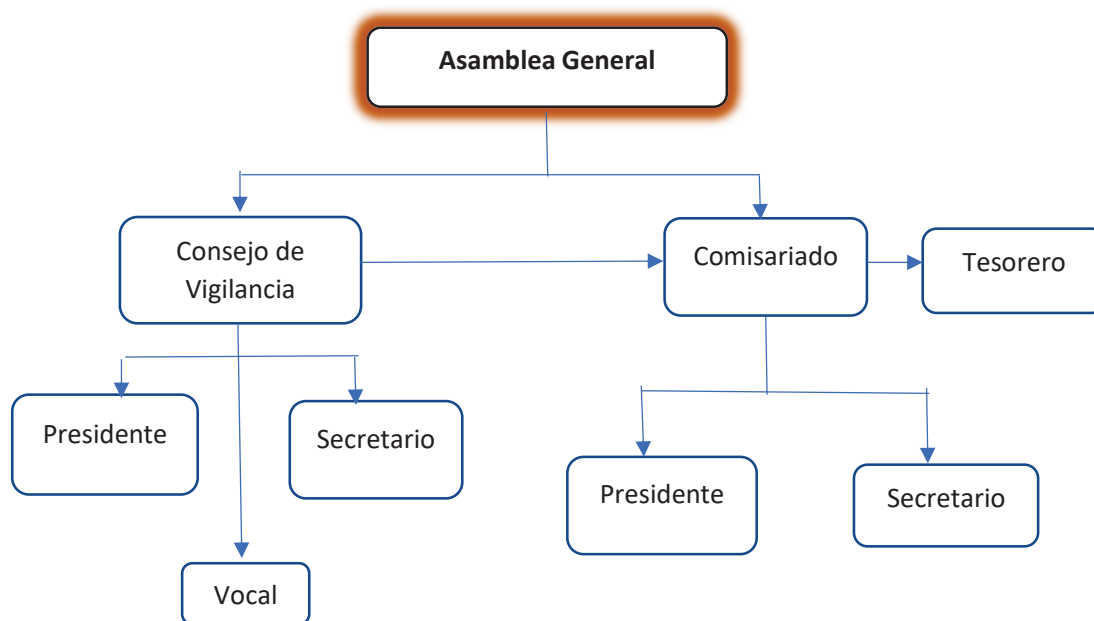 Asamblea General
Consejo de
Vigilancia
Comisariado
Tesorero
Presidente
Secretario
Presidente
Secretario
Vocal